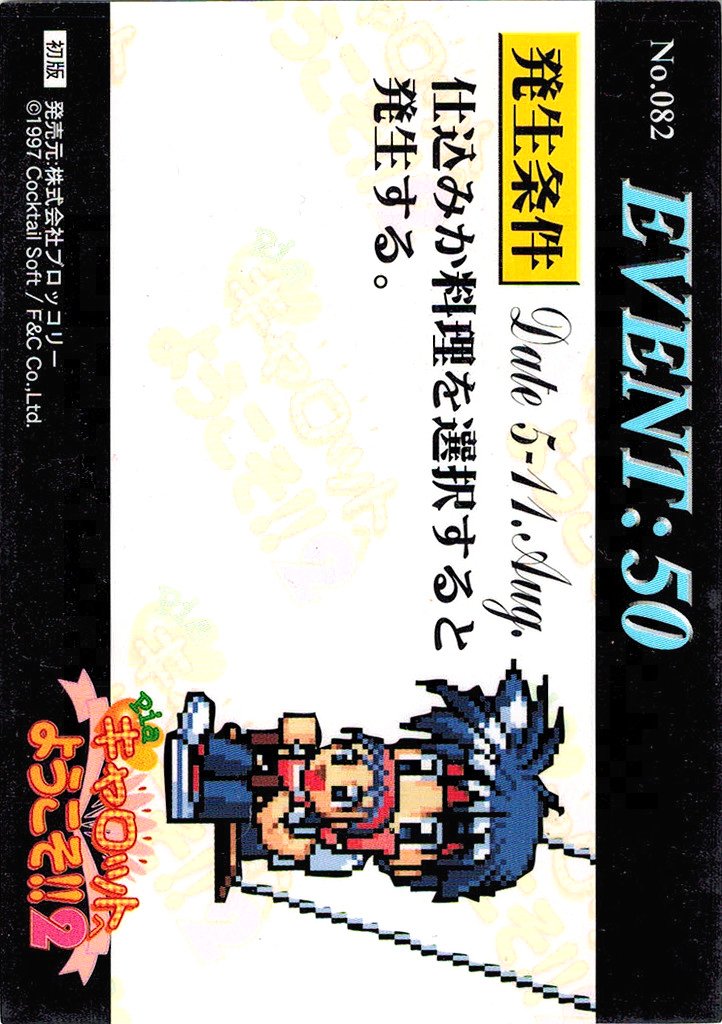 No.082
EVENT:50
発生条件
Date 5-11.Aug.
仕込みか料理を選択すると
発生する。
初版
発売元:株式会社ブロッコリー
©1997 Cocktail Soft / F&C Co.,Ltd.
Pia
キャロットへ
ようこそ!!2